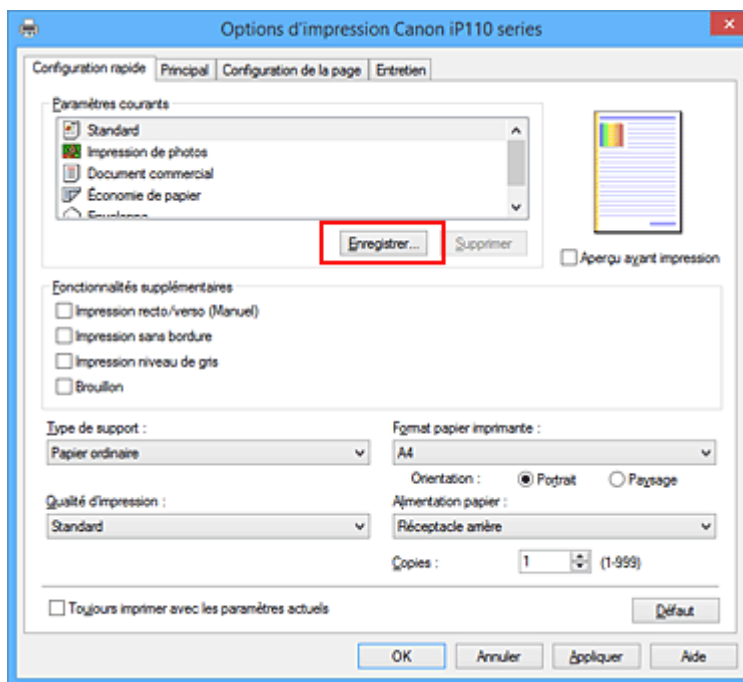 Options d'impression Canon iP110 series
Configuration rapide Principal Configuration de la page Entretien
Paramètres courants
Standard
Impression de photos
Document commercial
Économie de papier
Enregistrer... Supprimer
Aperçu avant impression
Fonctionnalités supplémentaires
Impression recto/verso (Manuel)
Impression sans bordure
Impression niveau de gris
Brouillon
Type de support : Format papier imprimante :
Papier ordinaire A4
Orientation : Portrait Paysage
Qualité d'impression : Alimentation papier :
Standard Réceptacle arrière
Copies : 1 (1-999)
Toujours imprimer avec les paramètres actuels Défaut
OK Annuler Appliquer Aide